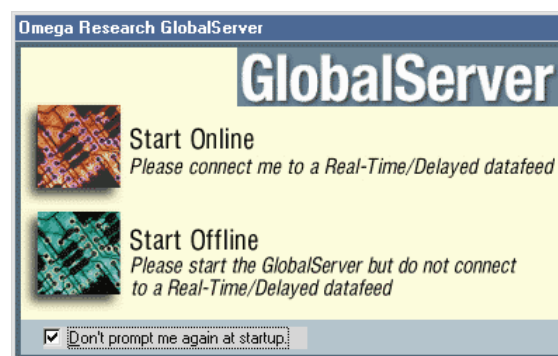 Omega Research GlobalServer
GlobalServer
Start Online
Please connect me to a Real-Time/Delayed datafeed
Start Offline
Please start the GlobalServer but do not connect
to a Real-Time/Delayed datafeed
Don't prompt me again at startup.